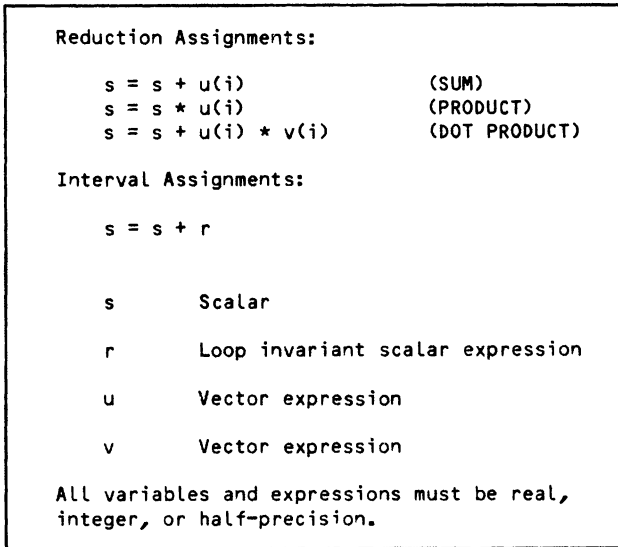 Reduction Assignments:
s = s + u(i) (SUM)
s = s * u(i) (PRODUCT)
s = s + u(i) * v(i) (DOT PRODUCT)
Interval Assignments:
s = s + r
s Scalar
r Loop invariant scalar expression
u Vector expression
v Vector expression
All variables and expressions must be real,
integer, or half-precision.